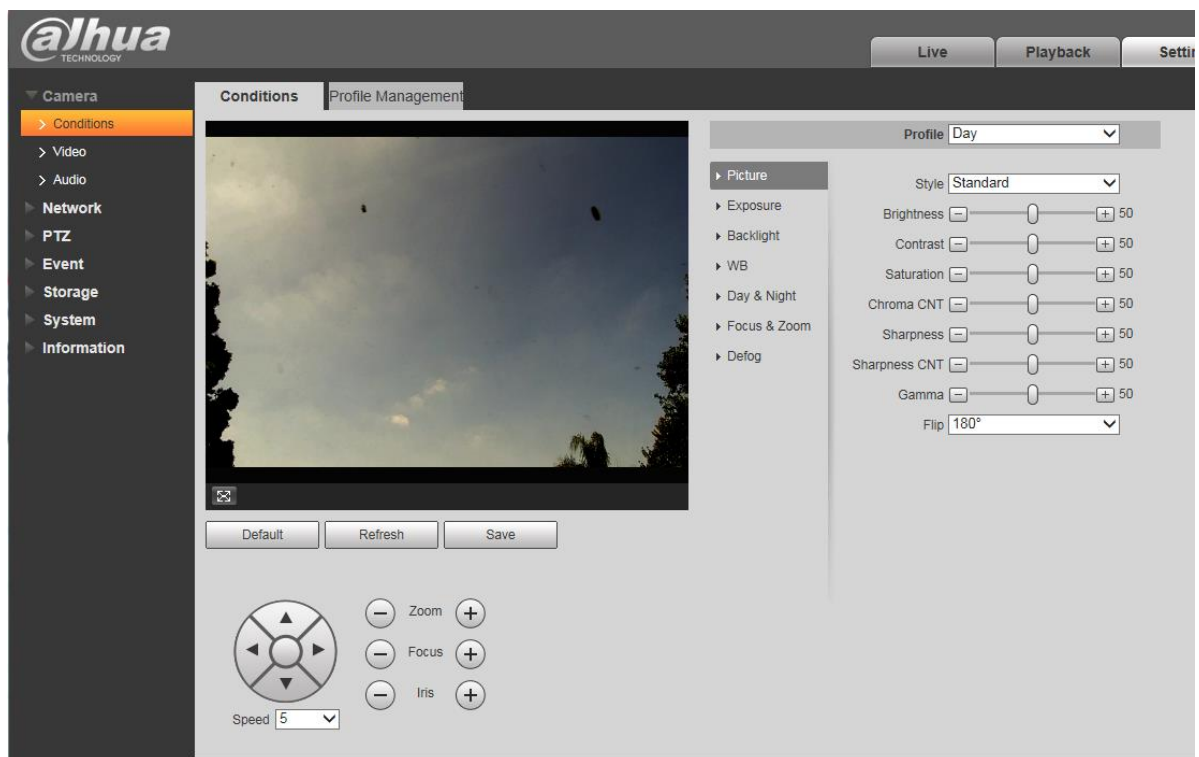 alhua
TECHNOLOGY
Live
Playback
Settin
Camera
Conditions
Video
Audio
Network
PTZ
Event
Storage
System
Information
Conditions
Profile Management
Profile Day
Picture
Exposure
Backlight
WB
Day & Night
Focus & Zoom
Defog
Style Standard
Brightness 50
Contrast 50
Saturation 50
Chroma CNT 50
Sharpness 50
Sharpness CNT 50
Gamma 50
Flip 180°
Default
Refresh
Save
Zoom
Focus
Iris
Speed 5